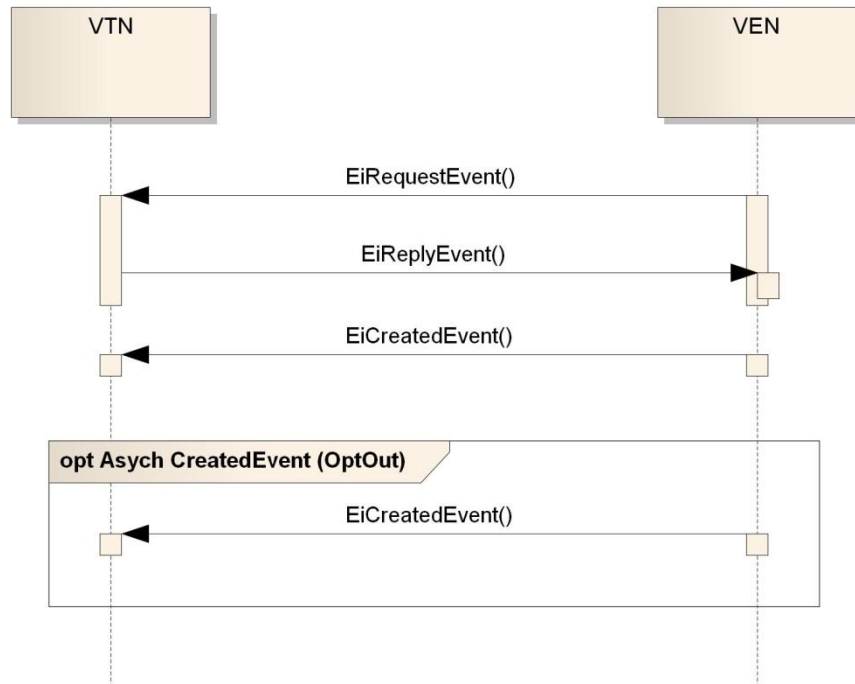 VTN
VEN
EiRequestEvent()
EiReplyEvent()
EiCreatedEvent()
opt Asych CreatedEvent (OptOut)
EiCreatedEvent()